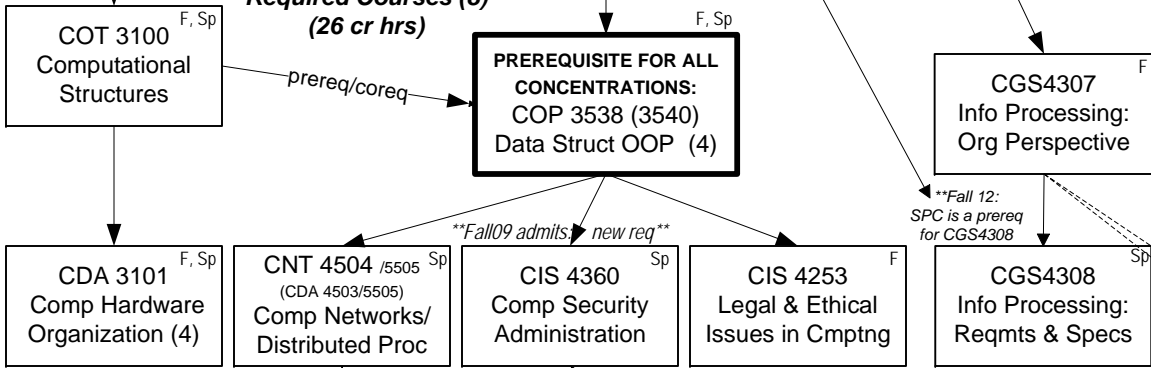 Required Courses (8)
(26 cr hrs)
F, Sp
COT 3100
Computational
Structures
prereq/coreq
F, Sp
PREREQUISITE FOR ALL
CONCENTRATIONS:
COP 3538 (3540)
Data Struct OOP (4)
F
CGS4307
Info Processing:
Org Perspective
**Fall 12:
SPC is a prereq
for CGS4308
**Fall09 admits: new req**
F, Sp
CDA 3101
Comp Hardware
Organization (4)
Sp
CNT 4504 /5505
(CDA 4503/5505)
Comp Networks/
Distributed Proc
Sp
CIS 4360
Comp Security
Administration
F
CIS 4253
Legal & Ethical
Issues in Cmptng
Sp
CGS4308
Info Processing:
Reqmts & Specs